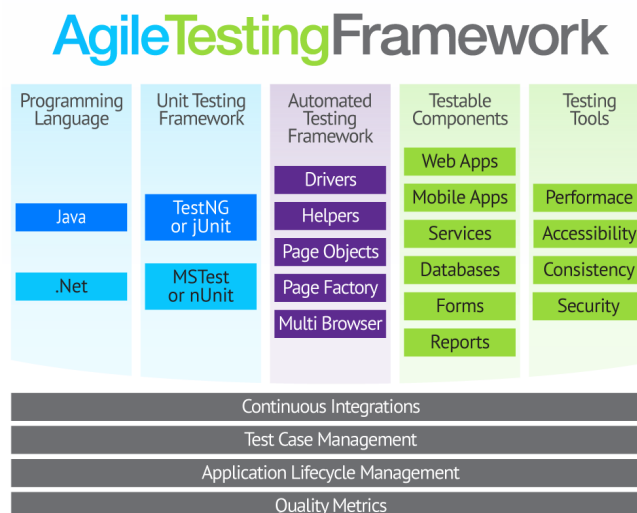 AgileTestingFramework
Programming
Language
Java
.Net
Unit Testing
Framework
TestNG
or jUnit
MSTest
or nUnit
Automated
Testing
Framework
Drivers
Helpers
Page Objects
Page Factory
Multi Browser
Testable
Components
Web Apps
Mobile Apps
Services
Databases
Forms
Reports
Testing
Tools
Performace
Accessibility
Consistency
Security
Continuous Integrations
Test Case Management
Application Lifecycle Management
Quality Metrics